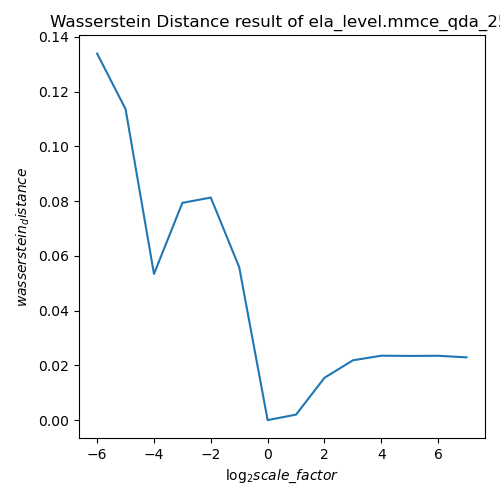 Wasserstein Distance result of ela_level.mmce_qda_25
0.14
0.12
0.10
0.08
0.06
0.04
0.02
0.00
wasserstein_distance
−6 −4 −2 0 2 4 6
log₂scale_factor